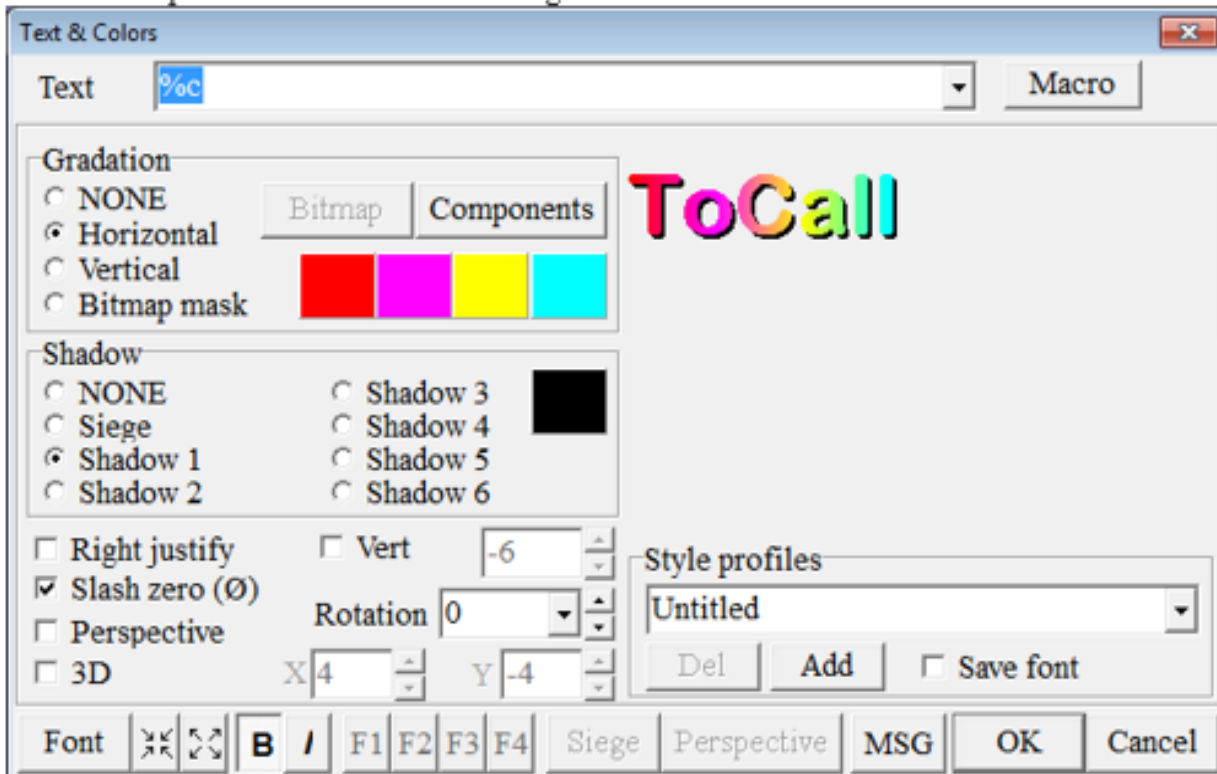 Text & Colors
Text %c Macro
Gradation
NONE
Horizontal
Vertical
Bitmap mask
Bitmap Components
ToCall
Shadow
NONE
Siege
Shadow 1
Shadow 2
Shadow 3
Shadow 4
Shadow 5
Shadow 6
Right justify
Slash zero (Ø)
Perspective
3D
Vert -6
Rotation 0
X 4 Y -4
Style profiles
Untitled
Del Add Save font
Font B I F1 F2 F3 F4 Siege Perspective MSG OK Cancel